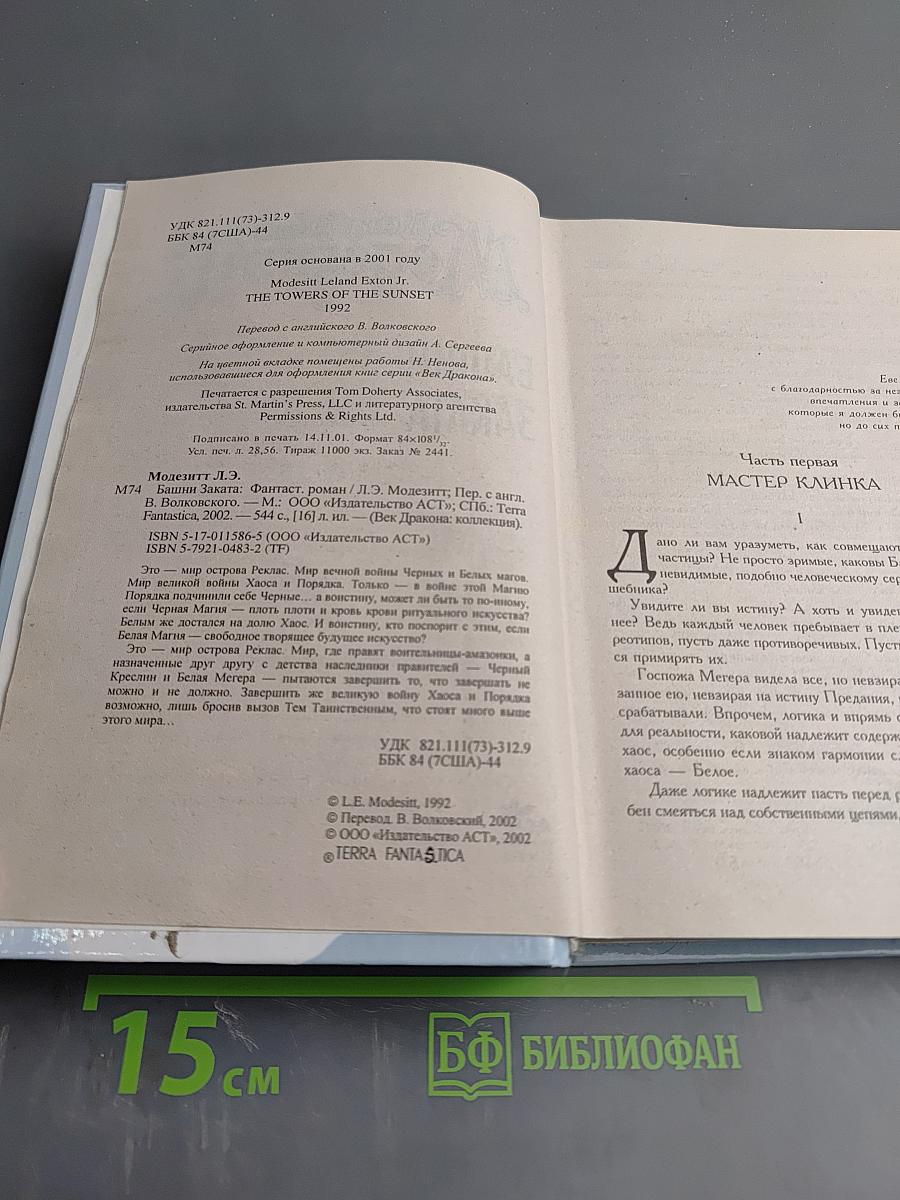 УДК 821.111(73)-312.9
ББК 84 (7США)-44
М74
Серия основана в 2001 году
Modesitt Leland Exton Jr.
THE TOWERS OF THE SUNSET
1992
Перевод с английского В. Волковского
Серийное оформление и компьютерный дизайн А. Сергеева
На цветной вкладке помещены работы Н. Ненова,
использовавшиеся для оформления книг серии «Век Дракона».
Печатается с разрешения Tom Doherty Associates,
издательства St. Martin's Press, LLC и литературного агентства
Permissions & Rights Ltd.
Подписано в печать 14.11.01. Формат 84×108¹/₃₂.
Усл. печ. л. 28,56. Тираж 11000 экз. Заказ № 2441.
Модезитт Л.Э.
М74 Башни Заката: Фантаст. роман / Л.Э. Модезитт; Пер. с англ.
В. Волковского. — М.: ООО «Издательство АСТ»; СПб.: Terra
Fantastica, 2002. — 544 с., [16] л. ил. — (Век Дракона: коллекция).
ISBN 5-17-011586-5 (ООО «Издательство АСТ»)
ISBN 5-7921-0483-2 (TF)
Это — мир острова Реклас. Мир вечной войны Черных и Белых магов.
Мир великой войны Хаоса и Порядка. Только — в войне этой Магию
Порядка подчинили себе Черные... а воистину, может ли быть то по-иному,
если Черная Магия — плоть плоти и кровь крови ритуального искусства?
Белым же достался на долю Хаос. И воистину, кто поспорит с этим, если
Белая Магия — свободное творящее будущее искусство?
Это — мир острова Реклас. Мир, где правят воительницы-амазонки, а
назначенные друг другу с детства наследники правителей — Черный
Креслин и Белая Мегера — пытаются завершить то, что завершать не
можно и не должно. Завершить же великую войну Хаоса и Порядка
возможно, лишь бросив вызов Тем Таинственным, что стоят много выше
этого мира...
УДК 821.111(73)-312.9
ББК 84 (7США)-44
© L.E. Modesitt, 1992
© Перевод. В. Волковский, 2002
© ООО «Издательство АСТ», 2002
® TERRA FANTASTICA
Еве
с благодарностью за нез
впечатления и
которые я должен б
но до сих п
Часть первая
МАСТЕР КЛИНКА
I
Дано ли вам уразуметь, как совмещают
частицы? Не просто зримые, каковы Б
невидимые, подобно человеческому сер
шебника?
Увидите ли вы истину? А хоть и увидe
нее? Ведь каждый человек пребывает в пле
реотипов, пусть даже противоречивых. Пусть
ся примирять их.
Госпожа Мегера видела все, но невзира
занное ею, невзирая на истину Предания,
срабатывали. Впрочем, логика и впрямь с
для реальности, каковой надлежит содерж
хаос, особенно если знаком гармонии с
хаоса — Белое.
Даже логике надлежит пасть перед р
бен смеяться над собственными цепями.
15 см
БФ БИБЛИОФАН